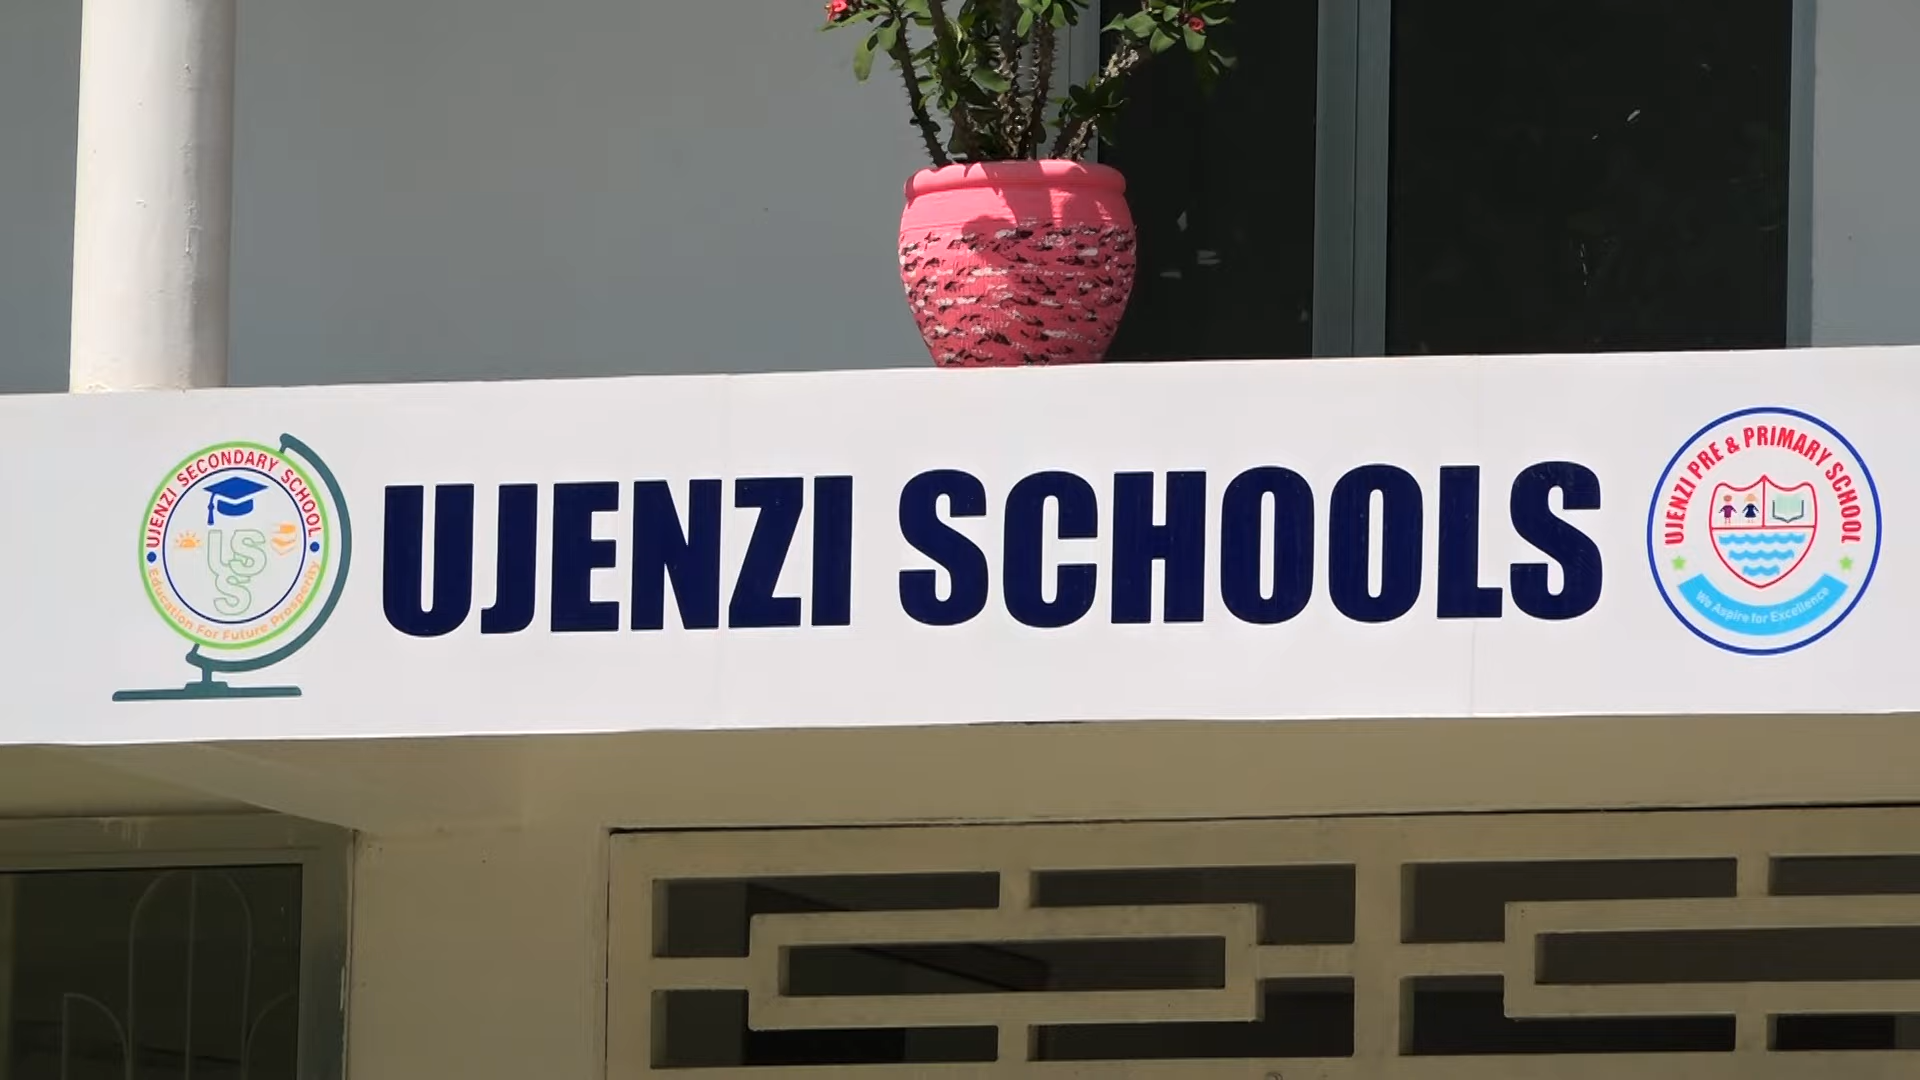 UJENZI SECONDARY SCHOOL
USS
Education For Future Prosperity
UJENZI SCHOOLS
UJENZI PRE & PRIMARY SCHOOL
We Aspire for Excellence